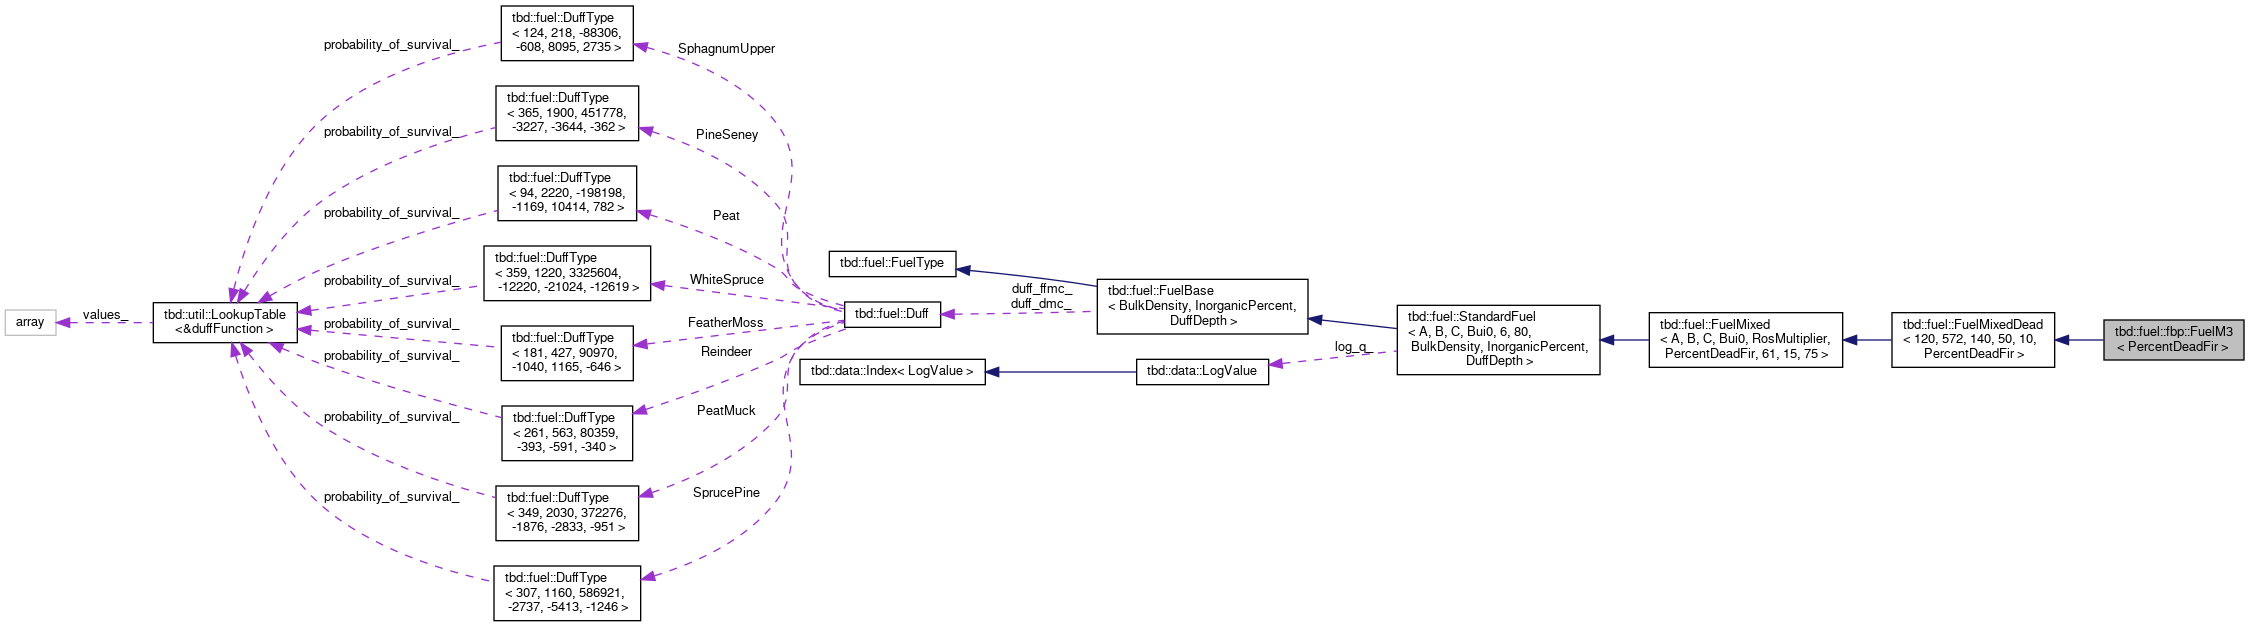 tbd::fuel::DuffType
< 124, 218, -88306,
-608, 8095, 2735 >
probability_of_survival_
SphagnumUpper
tbd::fuel::DuffType
< 365, 1900, 451778,
-3227, -3644, -362 >
probability_of_survival_
PineSeney
tbd::fuel::DuffType
< 94, 2220, -198198,
-1169, 10414, 782 >
probability_of_survival_
Peat
tbd::fuel::DuffType
< 359, 1220, 3325604,
-12220, -21024, -12619 >
probability_of_survival_
WhiteSpruce
array
values_
tbd::util::LookupTable
<&duffFunction >
tbd::fuel::DuffType
< 181, 427, 90970,
-1040, 1165, -646 >
probability_of_survival_
FeatherMoss
tbd::fuel::DuffType
< 261, 563, 80359,
-393, -591, -340 >
probability_of_survival_
Reindeer
tbd::fuel::DuffType
< 349, 2030, 372276,
-1876, -2833, -951 >
probability_of_survival_
PeatMuck
tbd::fuel::DuffType
< 307, 1160, 586921,
-2737, -5413, -1246 >
probability_of_survival_
SprucePine
tbd::fuel::Duff
tbd::fuel::FuelType
duff_ffmc_
duff_dmc_
tbd::fuel::FuelBase
< BulkDensity, InorganicPercent,
DuffDepth >
tbd::data::Index< LogValue >
tbd::data::LogValue
log_q_
tbd::fuel::StandardFuel
< A, B, C, Bui0, 6, 80,
BulkDensity, InorganicPercent,
DuffDepth >
tbd::fuel::FuelMixed
< A, B, C, Bui0, RosMultiplier,
PercentDeadFir, 61, 15, 75 >
tbd::fuel::FuelMixedDead
< 120, 572, 140, 50, 10,
PercentDeadFir >
tbd::fuel::fbp::FuelM3
< PercentDeadFir >